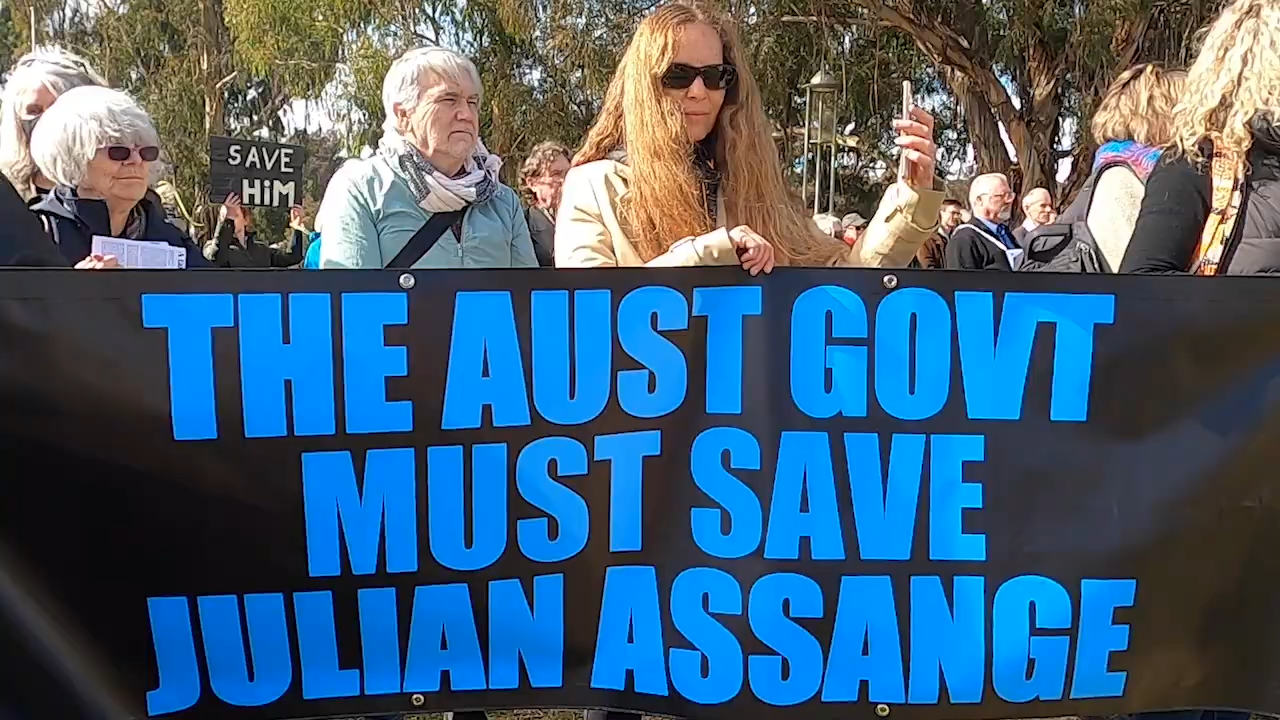 SAVE
HiM
THE AUST GOVT
MUST SAVE
JULIAN ASSANGE